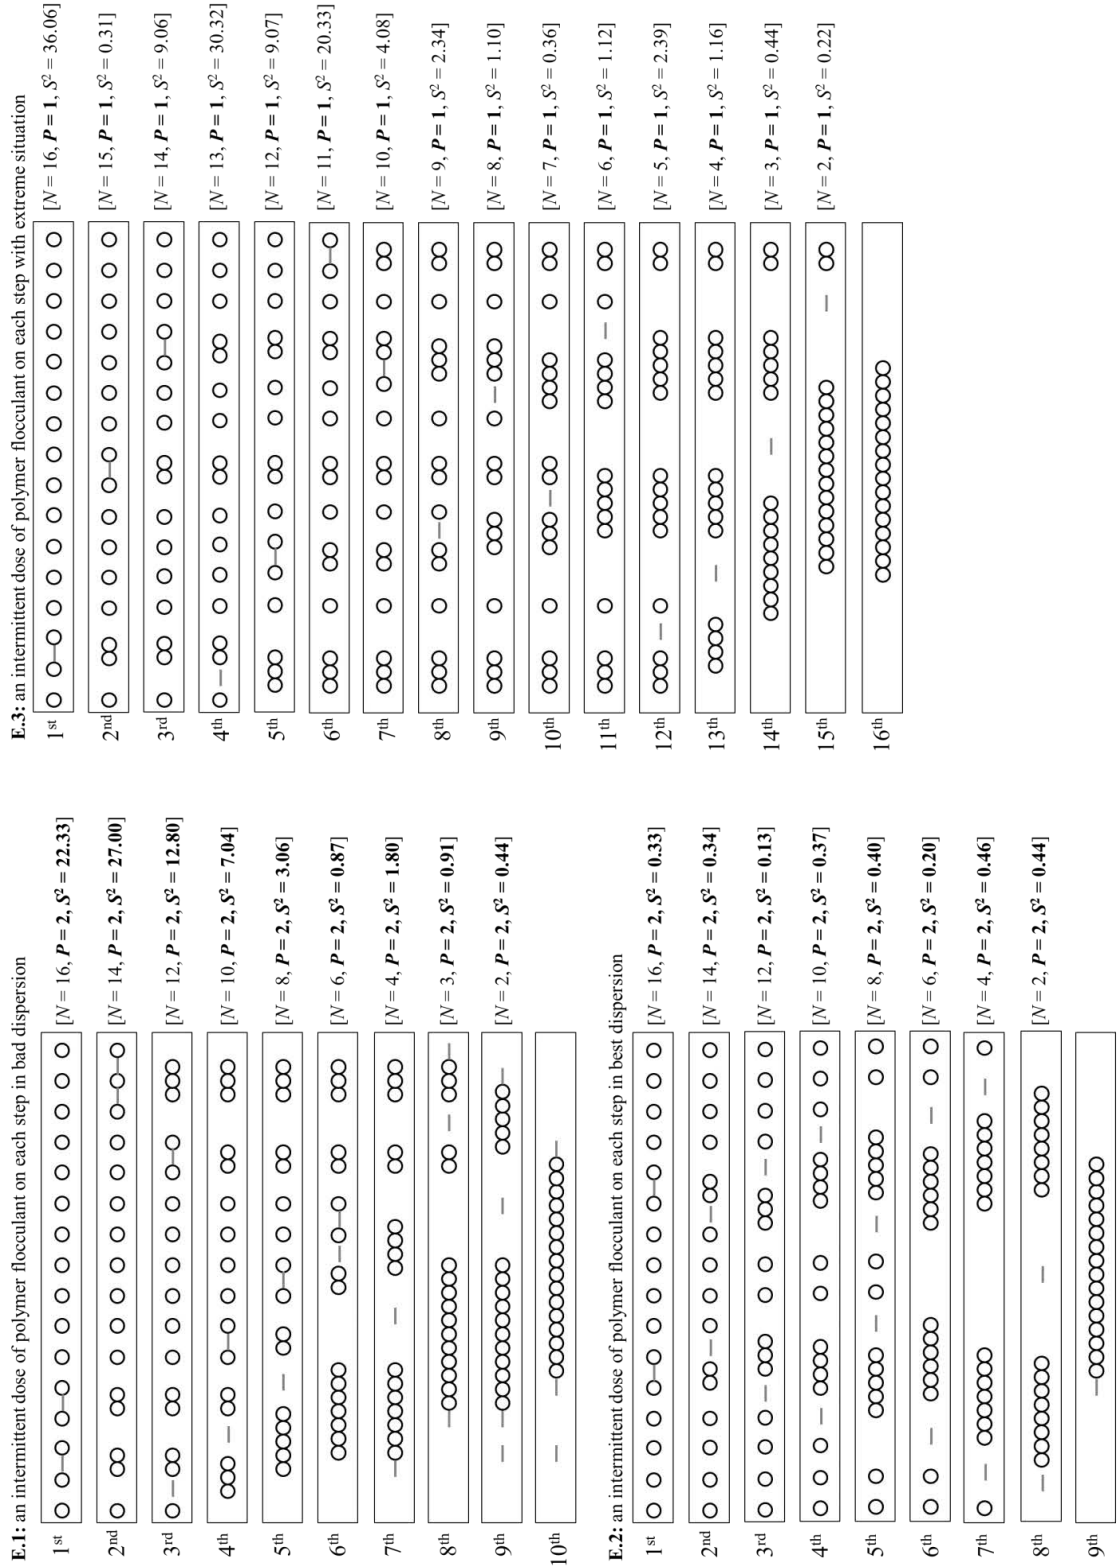 E.1: an intermittent dose of polymer flocculant on each step in bad dispersion
1st [N = 16, P = 2, S² = 22.33]
2nd [N = 14, P = 2, S² = 27.00]
3rd [N = 12, P = 2, S² = 12.80]
4th [N = 10, P = 2, S² = 7.04]
5th [N = 8, P = 2, S² = 3.06]
6th [N = 6, P = 2, S² = 0.87]
7th [N = 4, P = 2, S² = 1.80]
8th [N = 3, P = 2, S² = 0.91]
9th [N = 2, P = 2, S² = 0.44]
10th
E.2: an intermittent dose of polymer flocculant on each step in best dispersion
1st [N = 16, P = 2, S² = 0.33]
2nd [N = 14, P = 2, S² = 0.34]
3rd [N = 12, P = 2, S² = 0.13]
4th [N = 10, P = 2, S² = 0.37]
5th [N = 8, P = 2, S² = 0.40]
6th [N = 6, P = 2, S² = 0.20]
7th [N = 4, P = 2, S² = 0.46]
8th [N = 2, P = 2, S² = 0.44]
9th
E.3: an intermittent dose of polymer flocculant on each step with extreme situation
1st [N = 16, P = 1, S² = 36.06]
2nd [N = 15, P = 1, S² = 0.31]
3rd [N = 14, P = 1, S² = 9.06]
4th [N = 13, P = 1, S² = 30.32]
5th [N = 12, P = 1, S² = 9.07]
6th [N = 11, P = 1, S² = 20.33]
7th [N = 10, P = 1, S² = 4.08]
8th [N = 9, P = 1, S² = 2.34]
9th [N = 8, P = 1, S² = 1.10]
10th [N = 7, P = 1, S² = 0.36]
11th [N = 6, P = 1, S² = 1.12]
12th [N = 5, P = 1, S² = 2.39]
13th [N = 4, P = 1, S² = 1.16]
14th [N = 3, P = 1, S² = 0.44]
15th [N = 2, P = 1, S² = 0.22]
16th